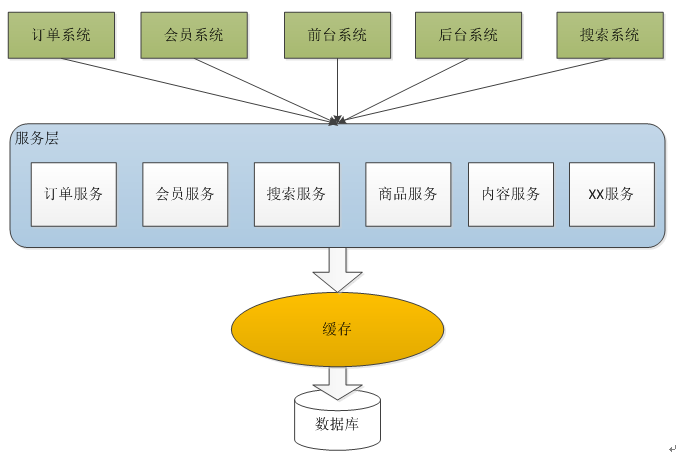 订单系统
会员系统
前台系统
后台系统
搜索系统
服务层
订单服务
会员服务
搜索服务
商品服务
内容服务
XX服务
缓存
数据库